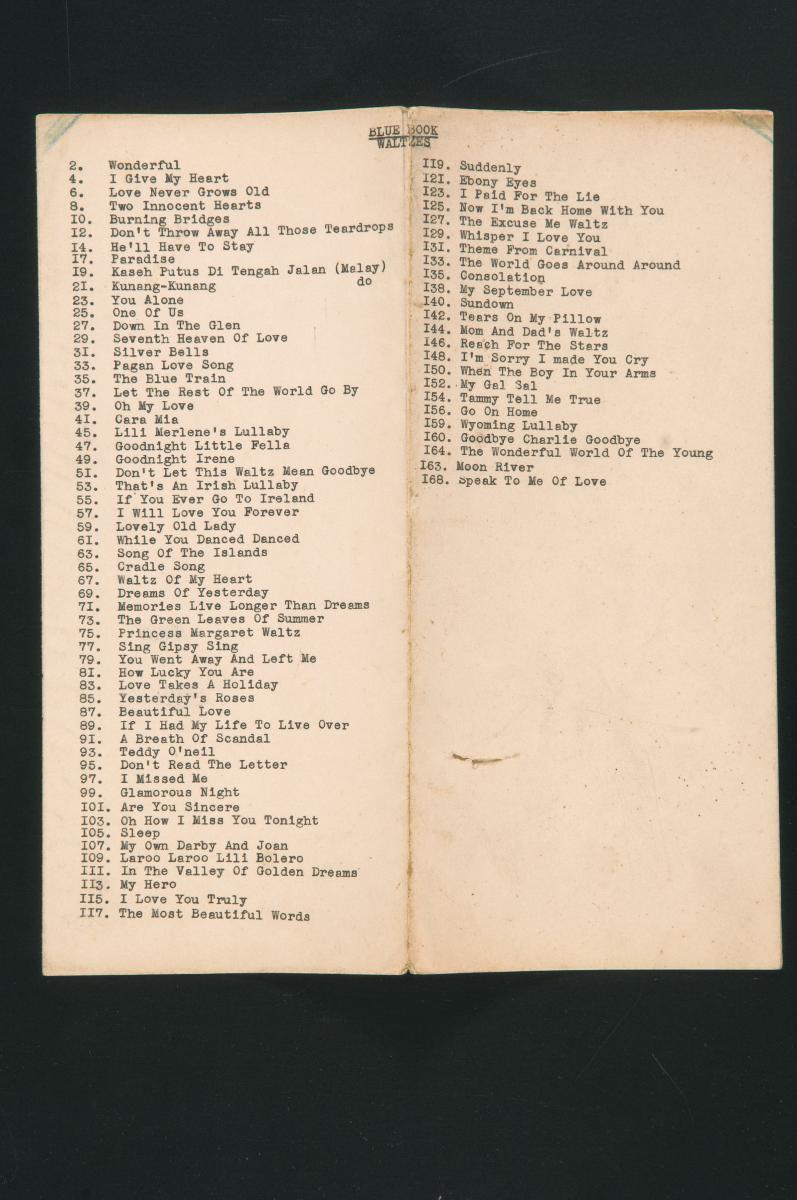 BLUE BOOK
WALTZES
2. Wonderful
4. I Give My Heart
6. Love Never Grows Old
8. Two Innocent Hearts
I0. Burning Bridges
I2. Don't Throw Away All Those Teardrops
I4. He'll Have To Stay
I7. Paradise
I9. Kaseh Putus Di Tengah Jalan (Malay)
2I. Kunang-Kunang do
23. You Alone
25. One Of Us
27. Down In The Glen
29. Seventh Heaven Of Love
3I. Silver Bells
33. Pagan Love Song
35. The Blue Train
37. Let The Rest Of The World Go By
39. Oh My Love
4I. Cara Mia
45. Lili Merlene's Lullaby
47. Goodnight Little Fella
49. Goodnight Irene
5I. Don't Let This Waltz Mean Goodbye
53. That's An Irish Lullaby
55. If You Ever Go To Ireland
57. I Will Love You Forever
59. Lovely Old Lady
6I. While You Danced Danced
63. Song Of The Islands
65. Cradle Song
67. Waltz Of My Heart
69. Dreams Of Yesterday
7I. Memories Live Longer Than Dreams
73. The Green Leaves Of Summer
75. Princess Margaret Waltz
77. Sing Gipsy Sing
79. You Went Away And Left Me
8I. How Lucky You Are
83. Love Takes A Holiday
85. Yesterday's Roses
87. Beautiful Love
89. If I Had My Life To Live Over
9I. A Breath Of Scandal
93. Teddy O'neil
95. Don't Read The Letter
97. I Missed Me
99. Glamorous Night
I0I. Are You Sincere
I03. Oh How I Miss You Tonight
I05. Sleep
I07. My Own Darby And Joan
I09. Laroo Laroo Lili Bolero
III. In The Valley Of Golden Dreams
II3. My Hero
II5. I Love You Truly
II7. The Most Beautiful Words
II9. Suddenly
I2I. Ebony Eyes
I23. I Paid For The Lie
I25. Now I'm Back Home With You
I27. The Excuse Me Waltz
I29. Whisper I Love You
I3I. Theme From Carnival
I33. The World Goes Around Around
I35. Consolation
I38. My September Love
I40. Sundown
I42. Tears On My Pillow
I44. Mom And Dad's Waltz
I46. Reach For The Stars
I48. I'm Sorry I made You Cry
I50. When The Boy In Your Arms
I52. My Gal Sal
I54. Tammy Tell Me True
I56. Go On Home
I59. Wyoming Lullaby
I60. Goodbye Charlie Goodbye
I64. The Wonderful World Of The Young
I63. Moon River
I68. Speak To Me Of Love